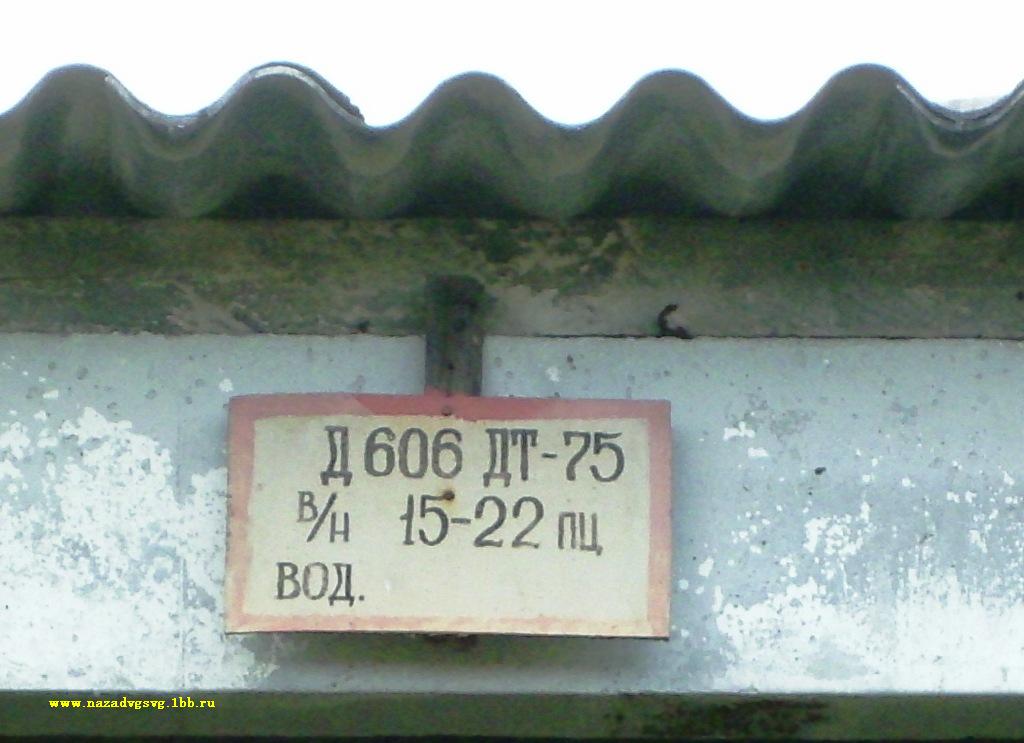 Д 606 ДТ-75
в/н 15-22 ПЦ
ВОД.
www.nazadvgsvg.1bb.ru